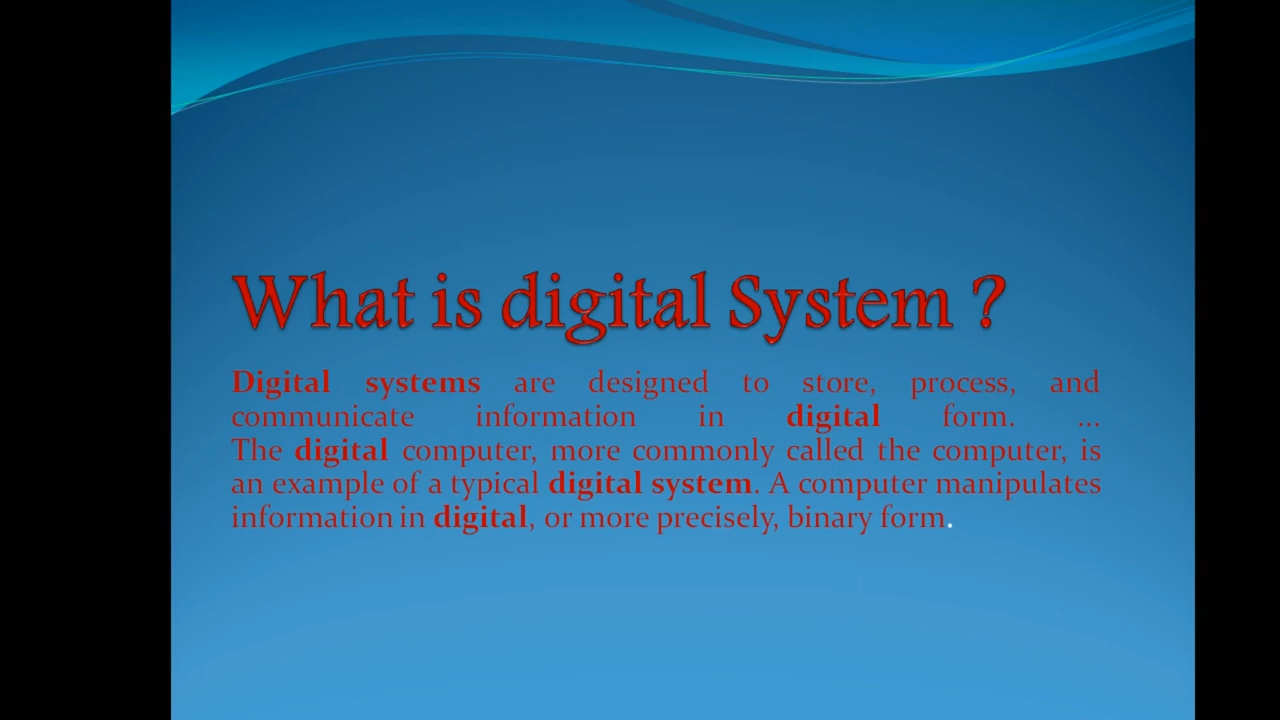 What is digital System ?
Digital systems are designed to store, process, and
communicate information in digital form. ...
The digital computer, more commonly called the computer, is
an example of a typical digital system. A computer manipulates
information in digital, or more precisely, binary form.